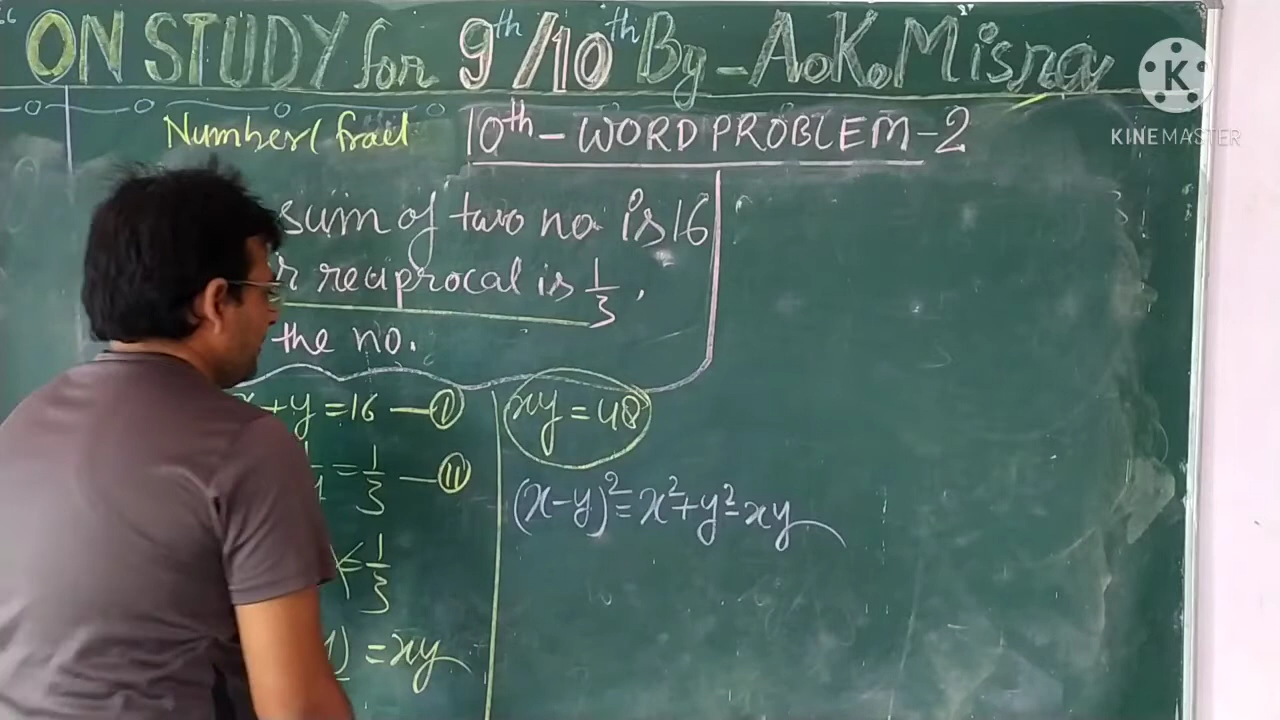 ON STUDY for 9th/10th By - A.K. Misra
KINEMASTER
Number( fract 10th - WORD PROBLEM - 2
sum of two no. is 16
reciprocal is 1/3 .
the no.
x + y = 16 — (I)
= 1/3 — (II)
= 1/3
= xy
xy = 48
(x-y)² = x² + y² - xy